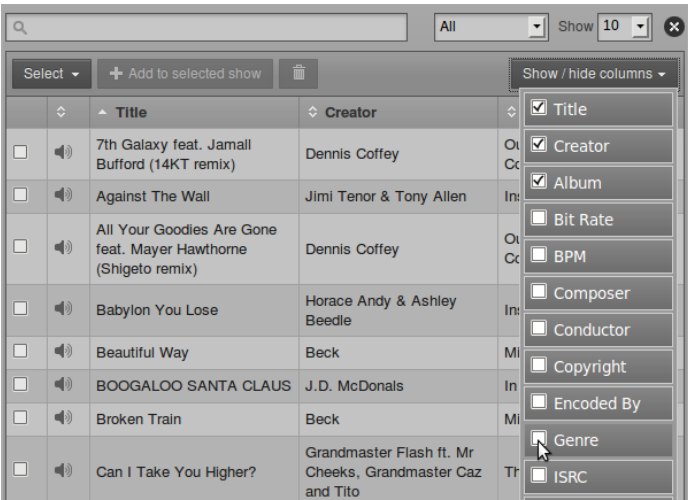 All
Show 10
Select
+ Add to selected show
Show / hide columns
Title
Creator
7th Galaxy feat. Jamall
Bufford (14KT remix)
Dennis Coffey
Against The Wall
Jimi Tenor & Tony Allen
All Your Goodies Are Gone
feat. Mayer Hawthorne
(Shigeto remix)
Dennis Coffey
Babylon You Lose
Horace Andy & Ashley
Beedle
Beautiful Way
Beck
BOOGALOO SANTA CLAUS
J.D. McDonals
In
Broken Train
Beck
Can I Take You Higher?
Grandmaster Flash ft. Mr
Cheeks, Grandmaster Caz
and Tito
Title
Creator
Album
Bit Rate
BPM
Composer
Conductor
Copyright
Encoded By
Genre
ISRC